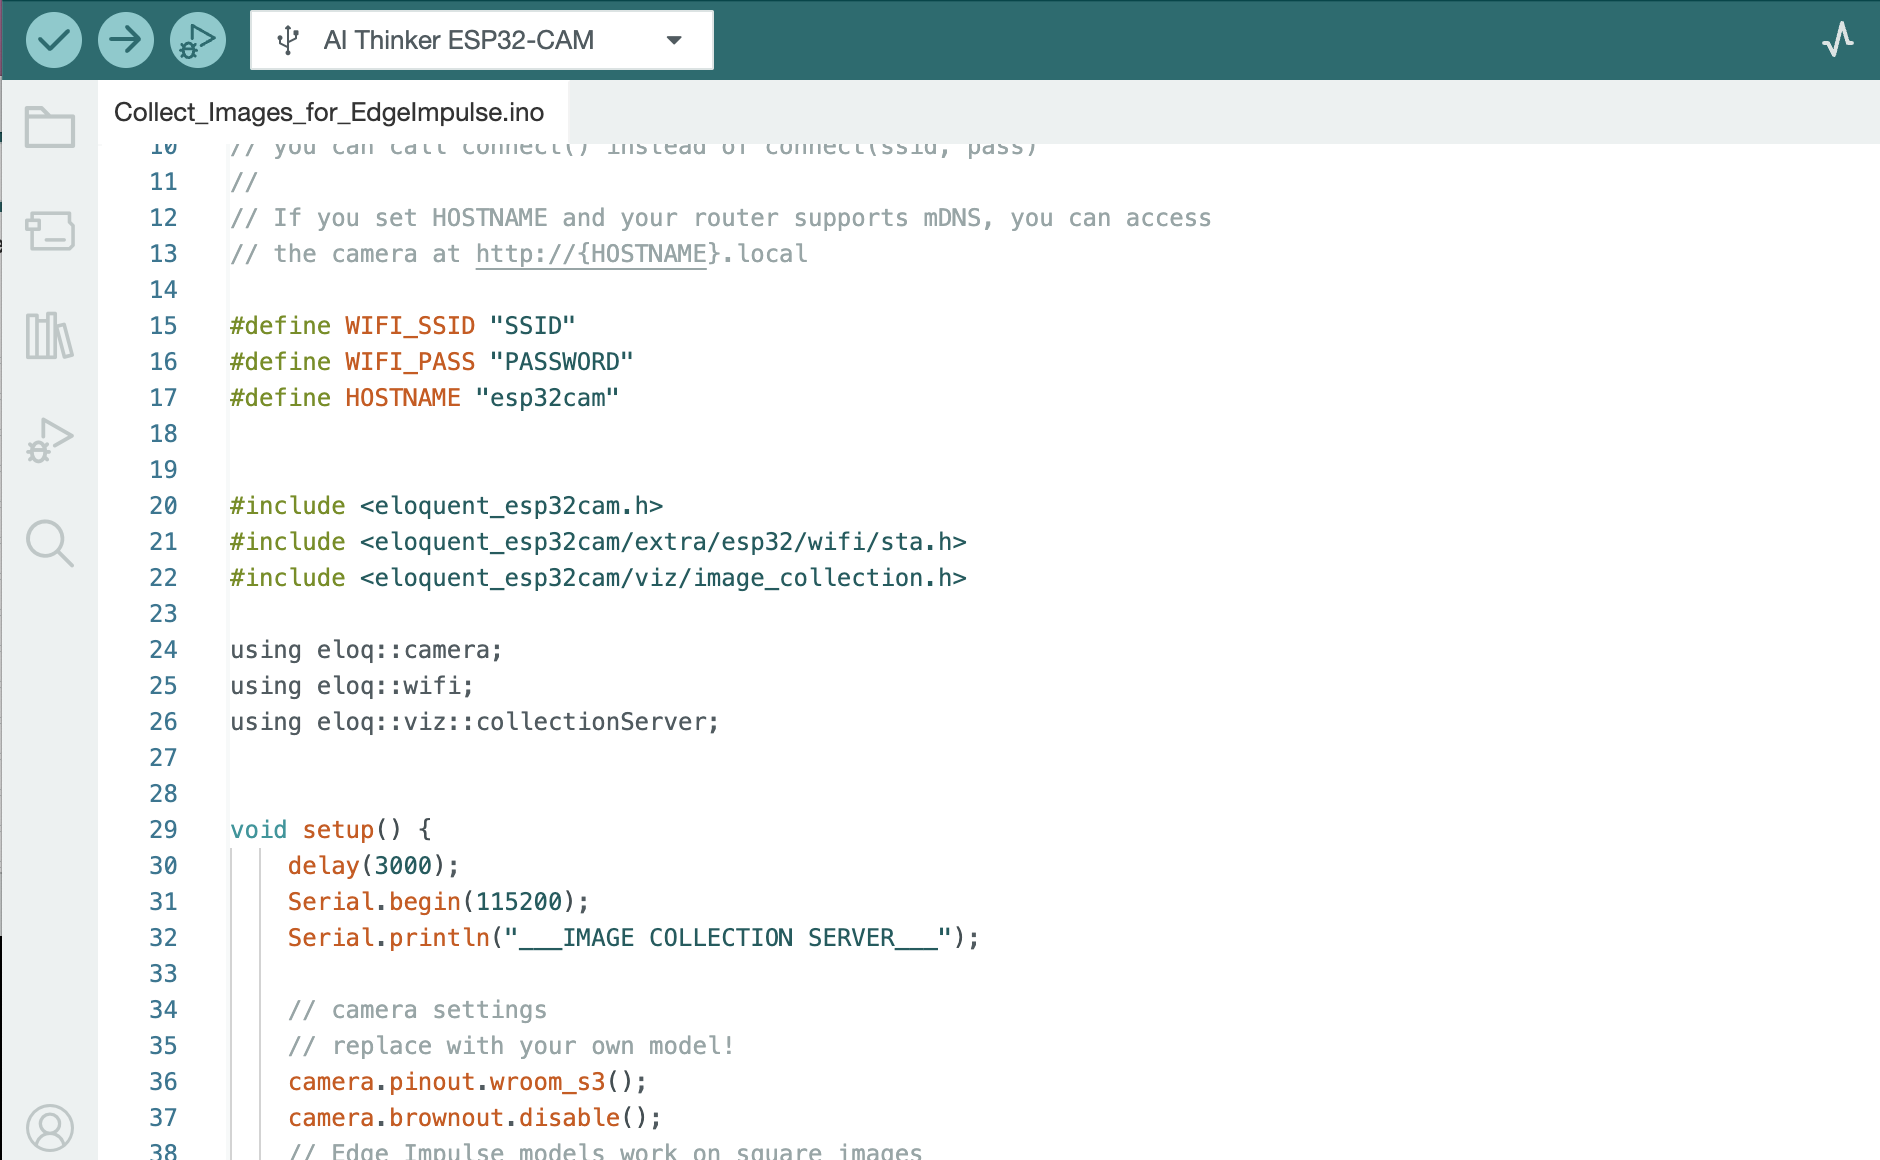 AI Thinker ESP32-CAM
Collect_Images_for_EdgeImpulse.ino
10 // you can call connect() instead of connect(ssid, pass)
11 //
12 // If you set HOSTNAME and your router supports mDNS, you can access
13 // the camera at http://{HOSTNAME}.local
14
15 #define WIFI_SSID "SSID"
16 #define WIFI_PASS "PASSWORD"
17 #define HOSTNAME "esp32cam"
18
19
20 #include <eloquent_esp32cam.h>
21 #include <eloquent_esp32cam/extra/esp32/wifi/sta.h>
22 #include <eloquent_esp32cam/viz/image_collection.h>
23
24 using eloq::camera;
25 using eloq::wifi;
26 using eloq::viz::collectionServer;
27
28
29 void setup() {
30 delay(3000);
31 Serial.begin(115200);
32 Serial.println("___IMAGE COLLECTION SERVER___");
33
34 // camera settings
35 // replace with your own model!
36 camera.pinout.wroom_s3();
37 camera.brownout.disable();
38 // Edge Impulse models work on square images